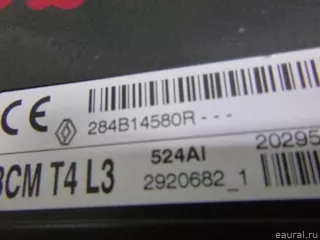 CE
284B14580R---
BCM T4 L3
524AI
20295
2920682_1
eaural.ru